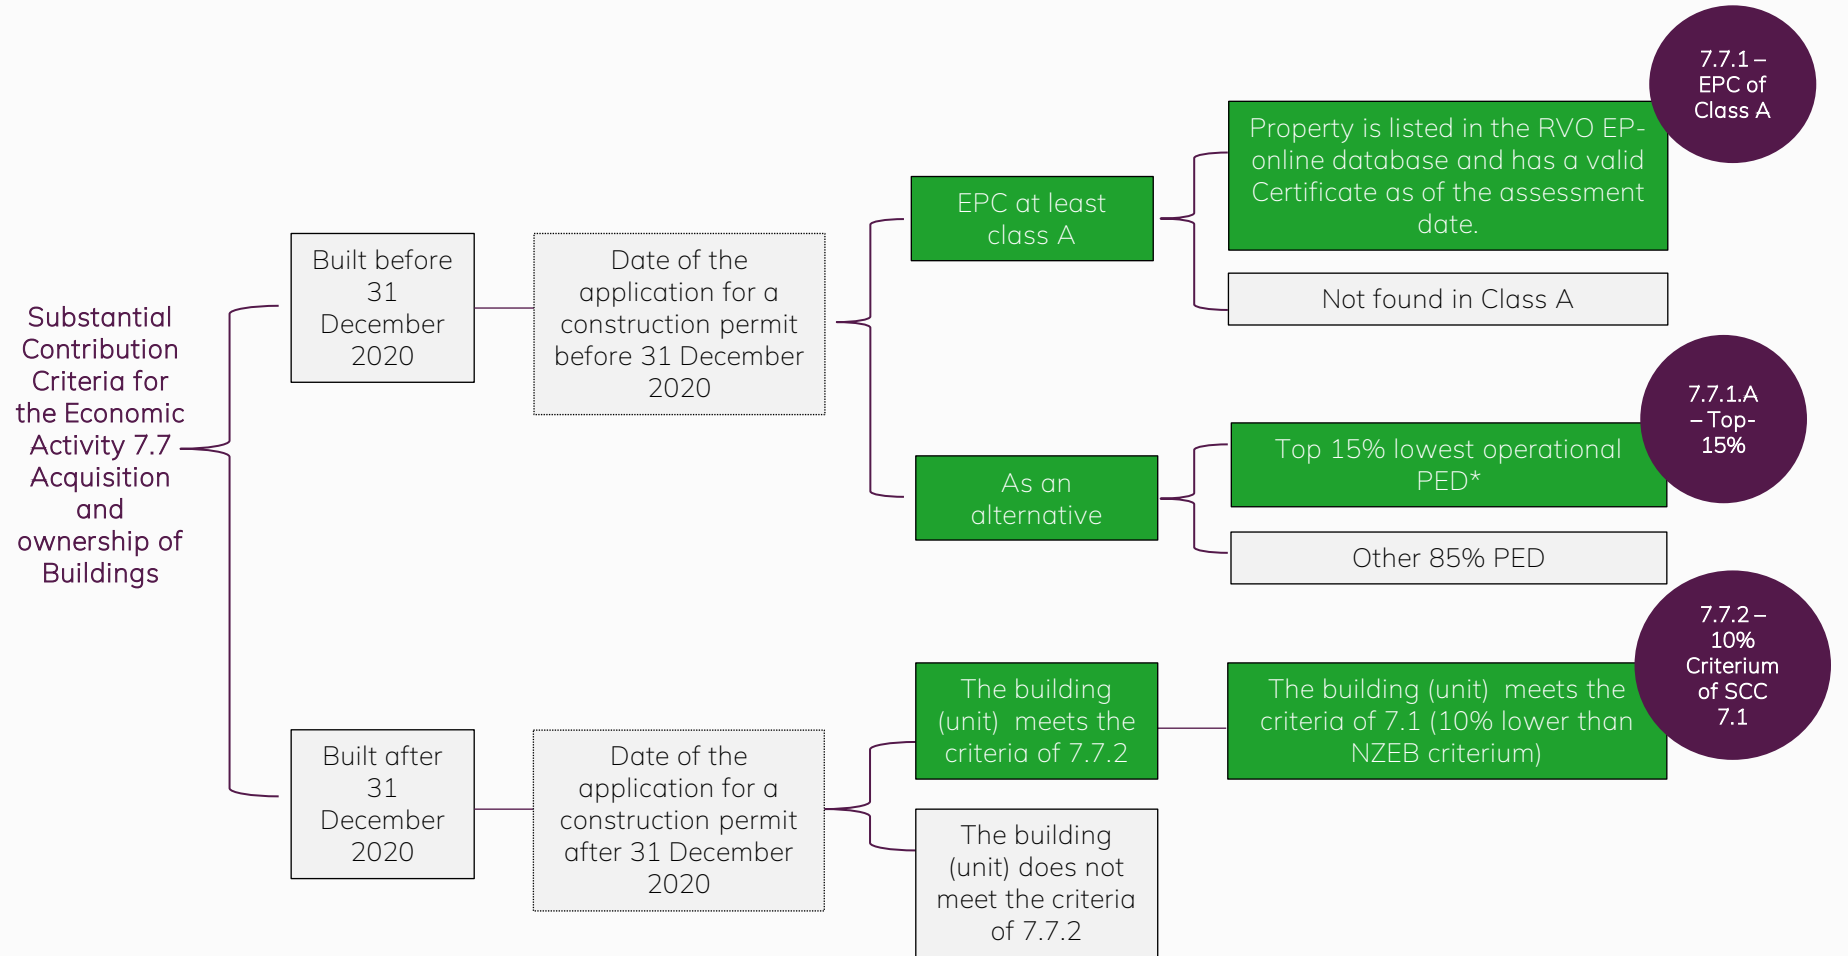 Substantial
Contribution
Criteria for
the Economic
Activity 7.7
Acquisition
and
ownership of
Buildings
Built before
31
December
2020
Date of the
application for a
construction permit
before 31 December
2020
EPC at least
class A
Property is listed in the RVO EP-
online database and has a valid
Certificate as of the assessment
date.
7.7.1 –
EPC of
Class A
Not found in Class A
As an
alternative
Top 15% lowest operational
PED*
7.7.1.A
– Top-
15%
Other 85% PED
Built after
31
December
2020
Date of the
application for a
construction permit
after 31 December
2020
The building
(unit)  meets the
criteria of 7.7.2
The building (unit)  meets the
criteria of 7.1 (10% lower than
NZEB criterium)
7.7.2 –
10%
Criterium
of SCC
7.1
The building
(unit) does not
meet the criteria
of 7.7.2